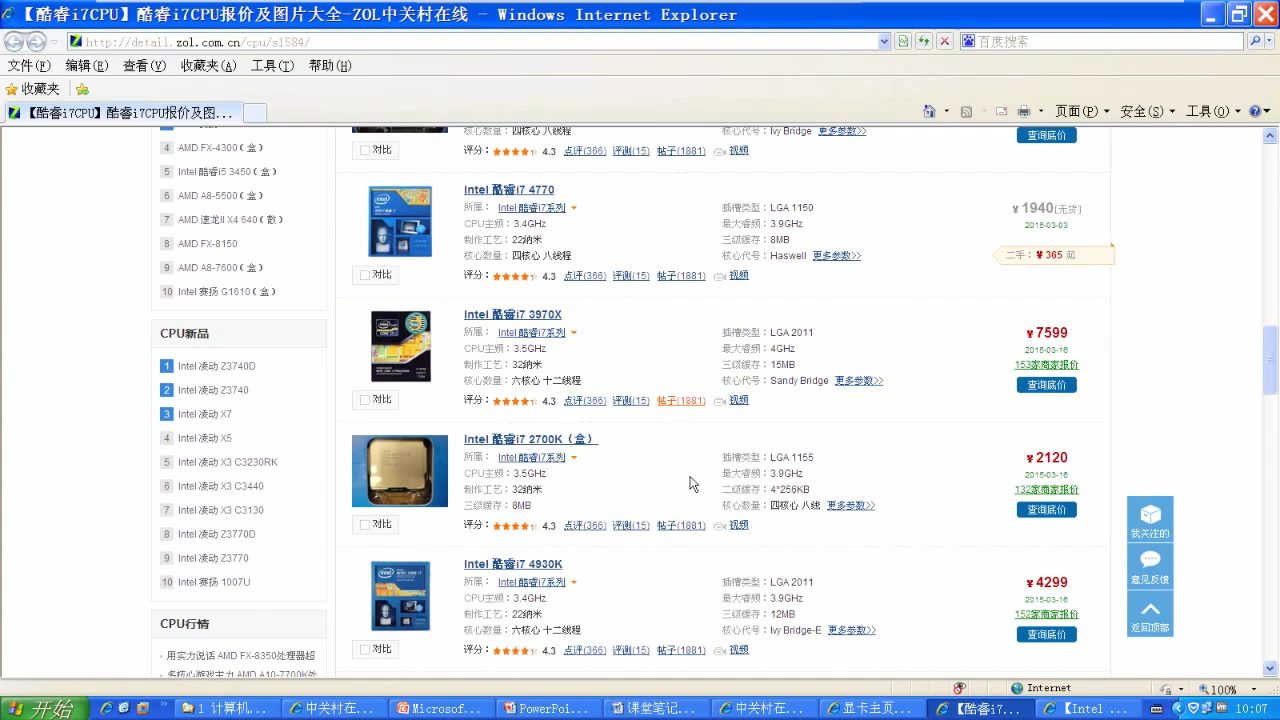 【酷睿i7CPU】酷睿i7CPU报价及图片大全-ZOL中关村在线 - Windows Internet Explorer
http://detail.zol.com.cn/cpu/s1584/
百度搜索
文件(F) 编辑(E) 查看(V) 收藏夹(A) 工具(T) 帮助(H)
收藏夹
【酷睿i7CPU】酷睿i7CPU报价及图...
页面(P) 安全(S) 工具(O)
4 AMD FX-4300（盒）
5 Intel 酷睿i5 3450（盒）
6 AMD A8-5500（盒）
7 AMD 速龙II X4 640（散）
8 AMD FX-8150
9 AMD A8-7600（盒）
10 Intel 赛扬 G1610（盒）
CPU新品
1 Intel 凌动 Z3740D
2 Intel 凌动 Z3740
3 Intel 凌动 X7
4 Intel 凌动 X5
5 Intel 凌动 X3 C3230RK
6 Intel 凌动 X3 C3440
7 Intel 凌动 X3 C3130
8 Intel 凌动 Z3770D
9 Intel 凌动 Z3770
10 Intel 赛扬 1007U
CPU行情
用实力说话 AMD FX-8350处理器超
多核心游戏主力 AMD A10-7700K处
核心数量：四核心 八线程 核心代号：Ivy Bridge 更多参数>>
查询底价
对比 评分： 4.3 点评(366) 评测(15) 帖子(1881) 视频
Intel 酷睿i7 4770
所属： Intel 酷睿i7系列 插槽类型：LGA 1150
CPU主频：3.4GHz 最大睿频：3.9GHz
制作工艺：22纳米 三级缓存：8MB
核心数量：四核心 八线程 核心代号：Haswell 更多参数>>
¥ 1940[无货]
2015-03-03
二手：¥ 365 起
对比 评分： 4.3 点评(366) 评测(15) 帖子(1881) 视频
Intel 酷睿i7 3970X
所属： Intel 酷睿i7系列 插槽类型：LGA 2011
CPU主频：3.5GHz 最大睿频：4GHz
制作工艺：32纳米 三级缓存：15MB
核心数量：六核心 十二线程 核心代号：Sandy Bridge 更多参数>>
¥ 7599
2015-03-16
153家商家报价
查询底价
对比 评分： 4.3 点评(366) 评测(15) 帖子(1881) 视频
Intel 酷睿i7 2700K（盒）
所属： Intel 酷睿i7系列 插槽类型：LGA 1155
CPU主频：3.5GHz 最大睿频：3.9GHz
制作工艺：32纳米 二级缓存：4*256KB
三级缓存：8MB 核心数量：四核心 八线 更多参数>>
¥ 2120
2015-03-16
132家商家报价
查询底价
对比 评分： 4.3 点评(366) 评测(15) 帖子(1881) 视频
Intel 酷睿i7 4930K
所属： Intel 酷睿i7系列 插槽类型：LGA 2011
CPU主频：3.4GHz 最大睿频：3.9GHz
制作工艺：22纳米 三级缓存：12MB
核心数量：六核心 十二线程 核心代号：Ivy Bridge-E 更多参数>>
¥ 4299
2015-03-16
152家商家报价
查询底价
对比 评分： 4.3 点评(366) 评测(15) 帖子(1881) 视频
我关注的
意见反馈
返回顶部
Internet 100%
开始 1 计算机... 中关村在... Microsof... PowerPoi... 课堂笔记... 中关村在... 显卡主页... 【酷睿i7... 【Intel ... 10:07